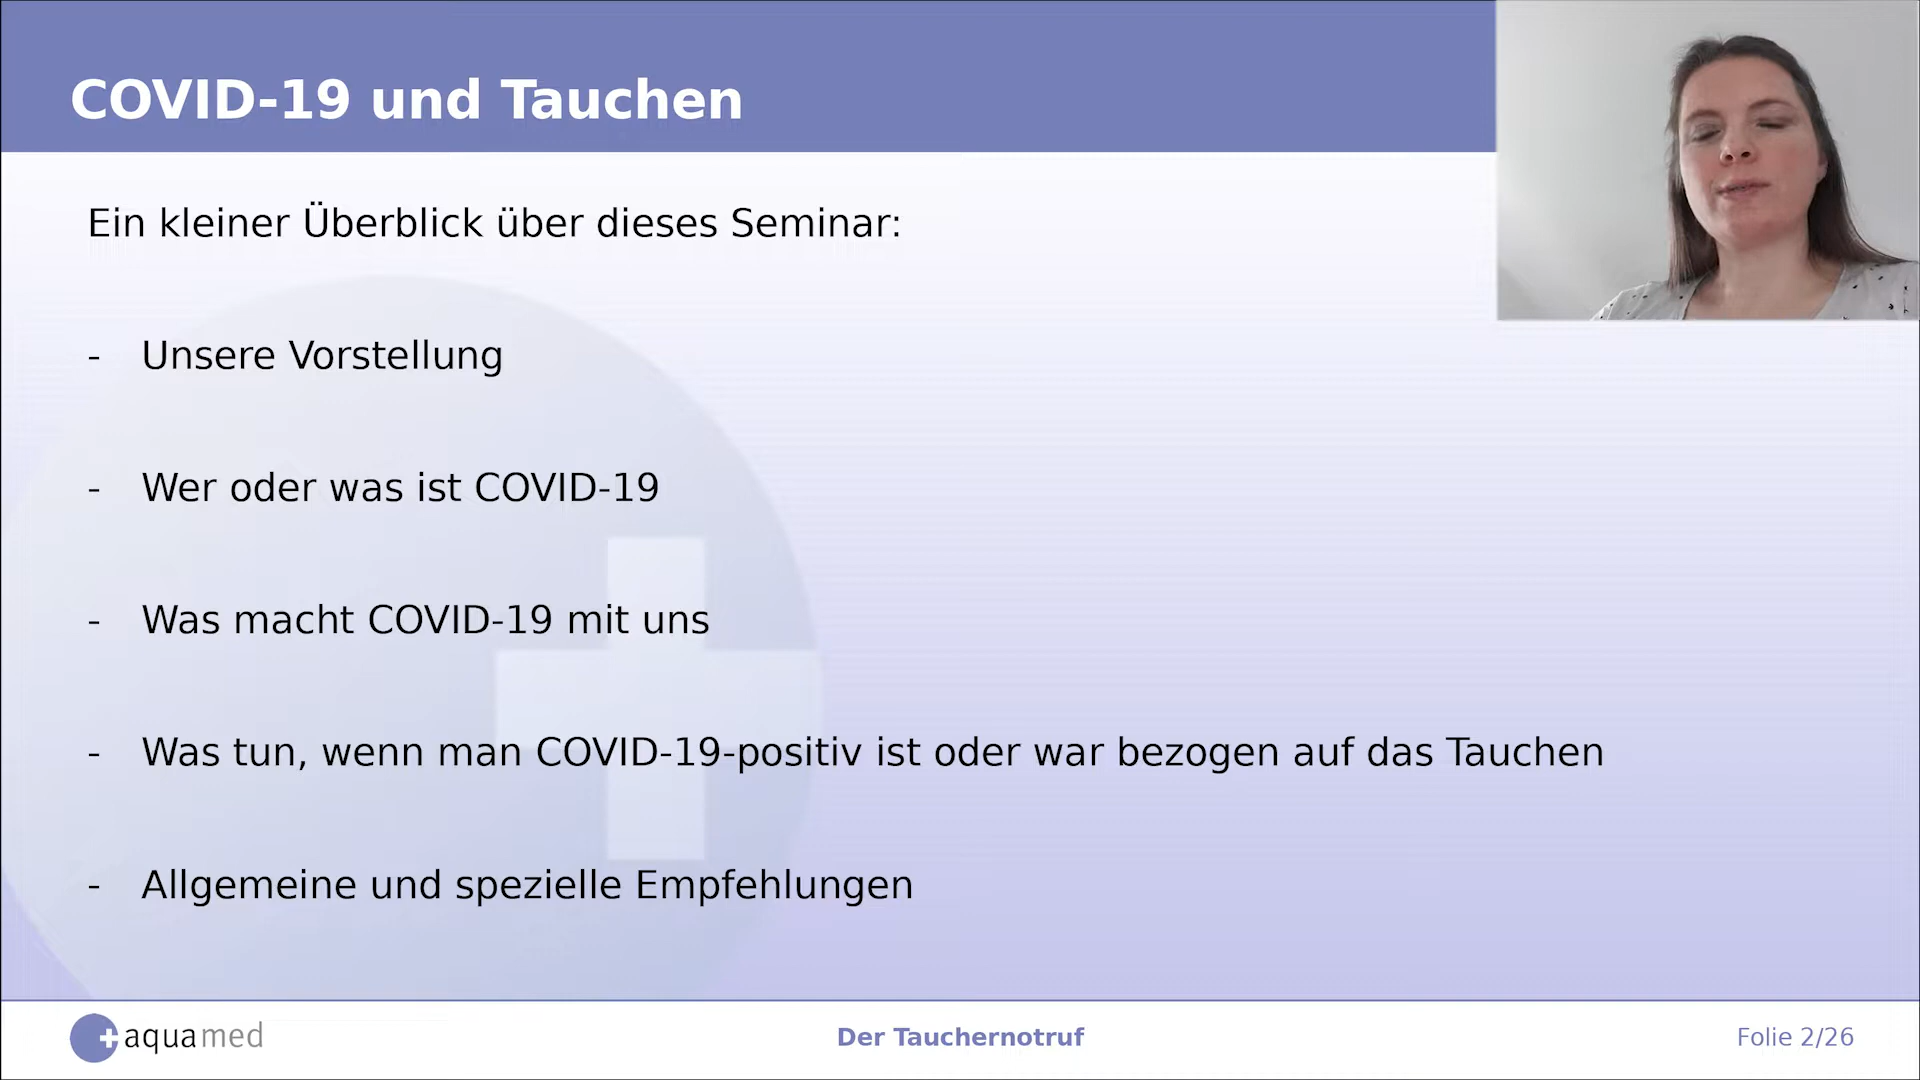 COVID-19 und Tauchen
Ein kleiner Überblick über dieses Seminar:
- Unsere Vorstellung
- Wer oder was ist COVID-19
- Was macht COVID-19 mit uns
- Was tun, wenn man COVID-19-positiv ist oder war bezogen auf das Tauchen
- Allgemeine und spezielle Empfehlungen
aquamed
Der Tauchernotruf
Folie 2/26